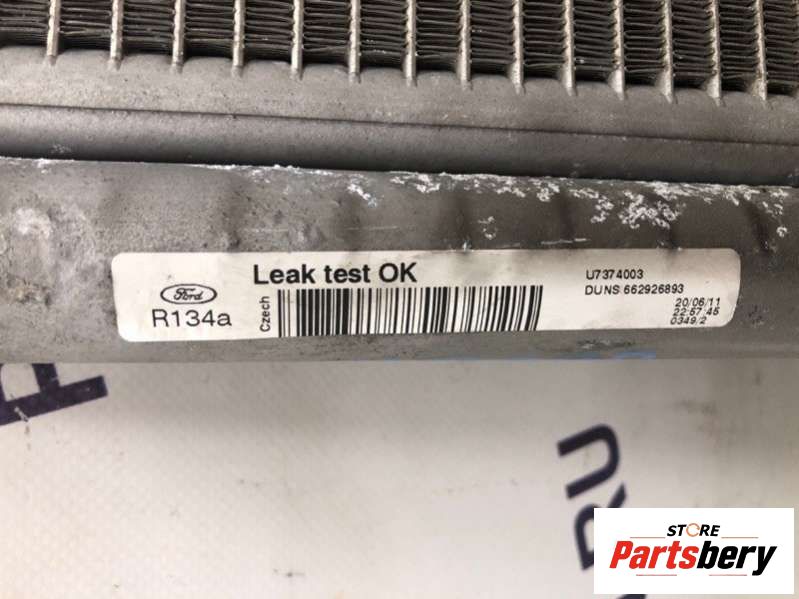 Ford
R134a
Czech
Leak test OK
U7374003
DUNS 662926893
20/06/11
22:57:45
0349/2
RU
STORE
Partsbery